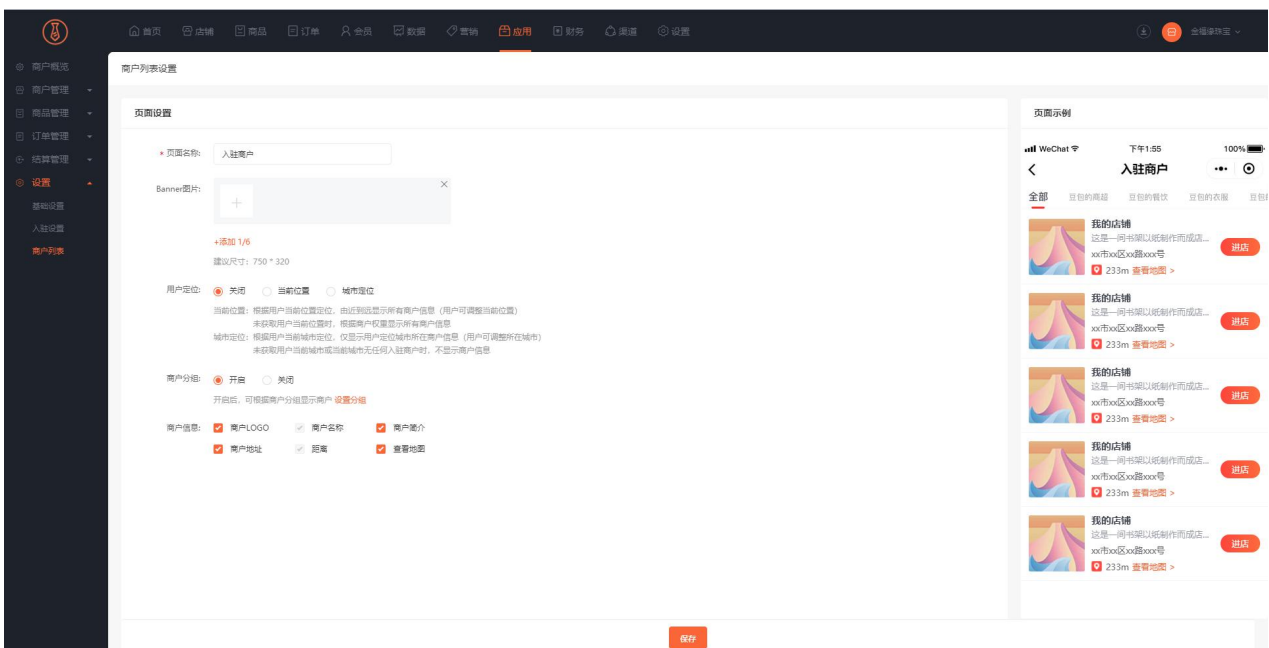 首页 店铺 商品 订单 会员 数据 营销 应用 财务 渠道 设置 金福缘珠宝
商户概览
商户管理
商品管理
订单管理
结算管理
设置
基础设置
入驻设置
商户列表
商户列表设置
页面设置
* 页面名称: 入驻商户
Banner图片:
+添加 1/6
建议尺寸: 750 * 320
用户定位: 关闭 当前位置 城市定位
当前位置: 根据用户当前位置定位, 由近到远显示所有商户信息 (用户可调整当前位置)
未获取用户当前位置时, 根据商户权重显示所有商户信息
城市定位: 根据用户当前城市定位, 仅显示用户定位城市所在商户信息 (用户可调整所在城市)
未获取用户当前城市或当前城市无任何入驻商户时, 不显示商户信息
商户分组: 开启 关闭
开启后, 可根据商户分组显示商户 设置分组
商户信息: 商户LOGO 商户名称 商户简介
商户地址 距离 查看地图
保存
页面示例
WeChat 下午1:55 100%
入驻商户
全部 豆包的商超 豆包的餐饮 豆包的衣服 豆包
我的店铺
这是一间书架以纸制作而成店...
xx市xx区xx路xxx号
233m 查看地图 >
进店
我的店铺
这是一间书架以纸制作而成店...
xx市xx区xx路xxx号
233m 查看地图 >
进店
我的店铺
这是一间书架以纸制作而成店...
xx市xx区xx路xxx号
233m 查看地图 >
进店
我的店铺
这是一间书架以纸制作而成店...
xx市xx区xx路xxx号
233m 查看地图 >
进店
我的店铺
这是一间书架以纸制作而成店...
xx市xx区xx路xxx号
233m 查看地图 >
进店